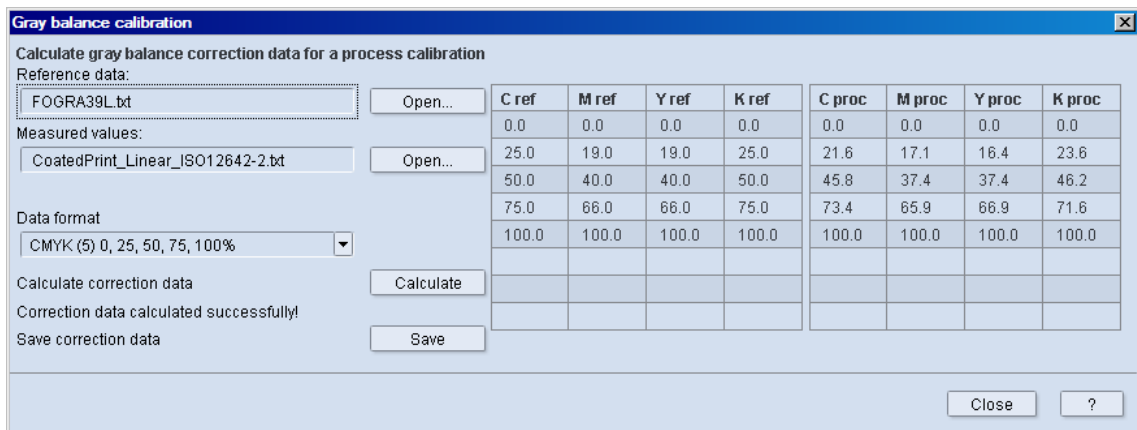 Gray balance calibration
Calculate gray balance correction data for a process calibration
Reference data:
FOGRA39L.txt Open...
Measured values:
CoatedPrint_Linear_ISO12642-2.txt Open...
Data format
CMYK (5) 0, 25, 50, 75, 100%
Calculate correction data Calculate
Correction data calculated successfully!
Save correction data Save
C ref M ref Y ref K ref C proc M proc Y proc K proc
0.0 0.0 0.0 0.0 0.0 0.0 0.0 0.0
25.0 19.0 19.0 25.0 21.6 17.1 16.4 23.6
50.0 40.0 40.0 50.0 45.8 37.4 37.4 46.2
75.0 66.0 66.0 75.0 73.4 65.9 66.9 71.6
100.0 100.0 100.0 100.0 100.0 100.0 100.0 100.0
Close ?